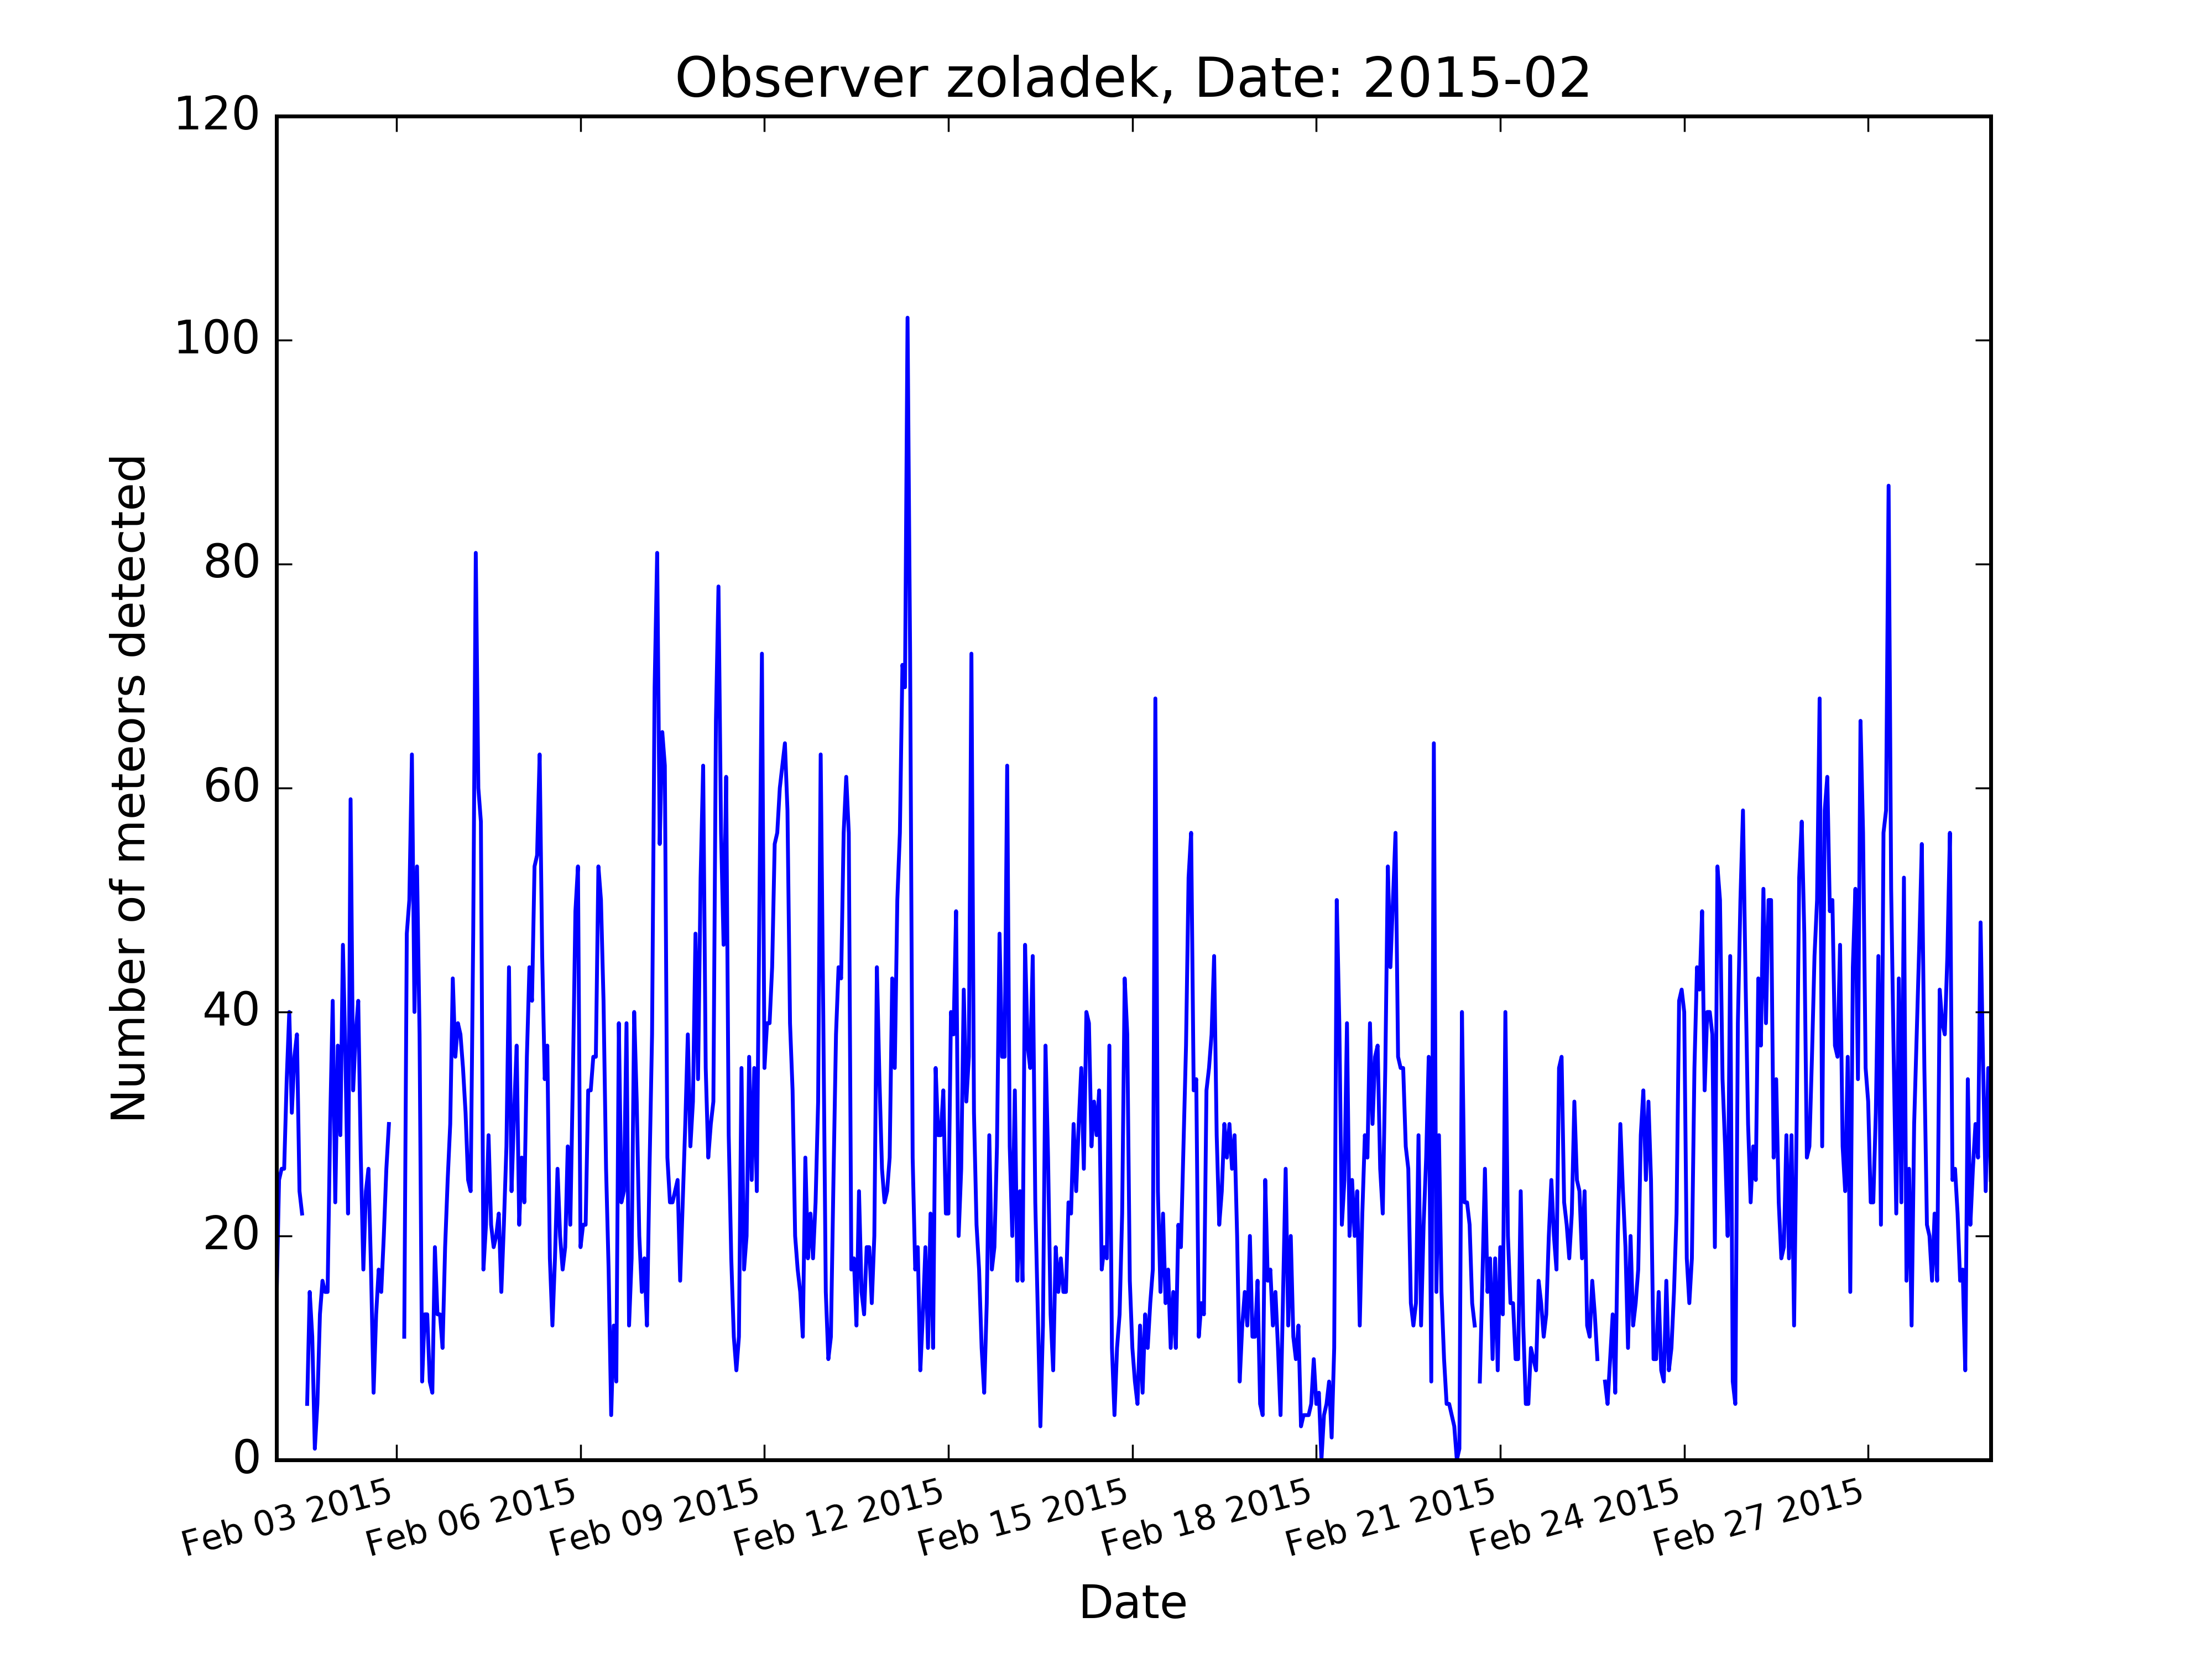 Observer zoladek, Date: 2015-02
120
100
80
60
40
20
0
Number of meteors detected
Feb 03 2015
Feb 06 2015
Feb 09 2015
Feb 12 2015
Feb 15 2015
Feb 18 2015
Feb 21 2015
Feb 24 2015
Feb 27 2015
Date